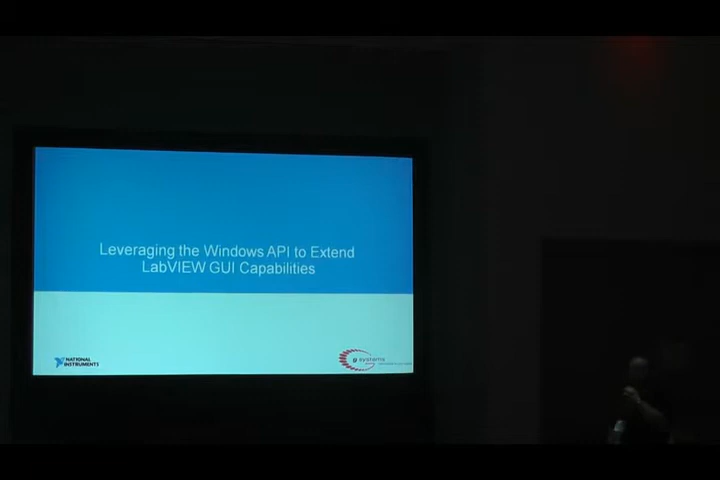 Leveraging the Windows API to Extend
LabVIEW GUI Capabilities
NATIONAL
INSTRUMENTS
systems